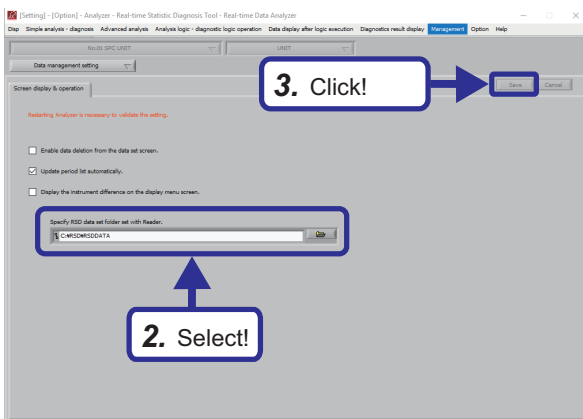 [Setting] - [Option] - Analyzer - Real-time Statistic Diagnosis Tool - Real-time Data Analyzer
Disp Simple analysis - diagnosis Advanced analysis Analysis logic - diagnostic logic operation Data display after logic execution Diagnostics result display Management Option Help
No.01 SPC UNIT UNIT
Data management setting
3. Click!
Save Cancel
Screen display & operation
Restarting Analyzer is necessary to validate the setting.
Enable data deletion from the data set screen.
Update period list automatically.
Display the instrument difference on the display menu screen.
Specify RSD data set folder set with Reader.
C:¥RSD¥RSDDATA
2. Select!